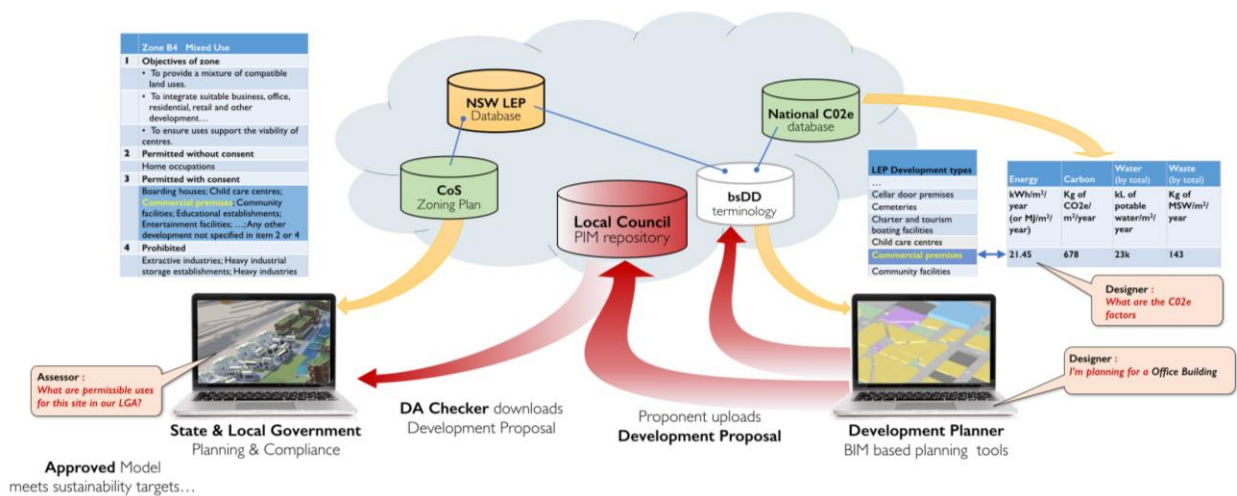 Zone B4 Mixed Use
1 Objectives of zone
• To provide a mixture of compatible
land uses.
• To integrate suitable business, office,
residential, retail and other
development…
• To ensure uses support the viability of
centres.
2 Permitted without consent
Home occupations
3 Permitted with consent
Boarding houses; Child care centres;
Commercial premises; Community
facilities; Educational establishments;
Entertainment facilities; …; Any other
development not specified in item 2 or 4
4 Prohibited
Extractive industries; Heavy industrial
storage establishments; Heavy industries
NSW LEP
Database
CoS
Zoning Plan
Local Council
PIM repository
National C02e
database
bsDD
terminology
LEP Development types
…
Cellar door premises
Cemeteries
Charter and tourism
boating facilities
Child care centres
Commercial premises
Community facilities
Energy Carbon Water (by total) Waste (by total)
kWh/m²/
year
(or MJ/m²/
year)
Kg of
CO2e/
m²/year
kL of
potable
water/m²/
year
Kg of
MSW/m²/
year
21.45 678 23k 143
Designer :
What are the C02e
factors
Designer :
I'm planning for a Office Building
Assessor :
What are permissible uses
for this site in our LGA?
State & Local Government
Planning & Compliance
DA Checker downloads
Development Proposal
Proponent uploads
Development Proposal
Development Planner
BIM based planning tools
Approved Model
meets sustainability targets…